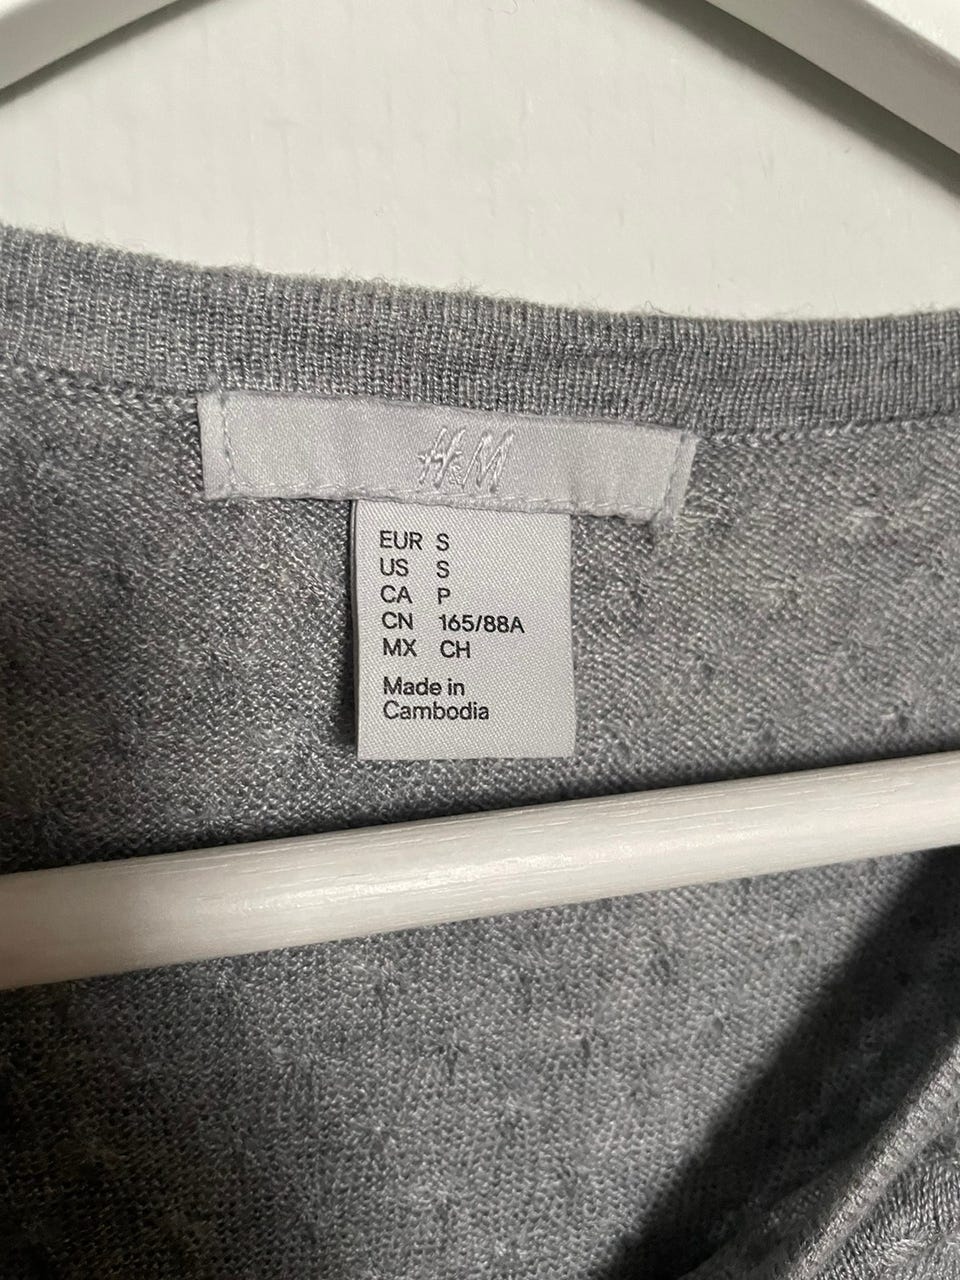 H&M
EUR S
US S
CA P
CN 165/88A
MX CH
Made in
Cambodia